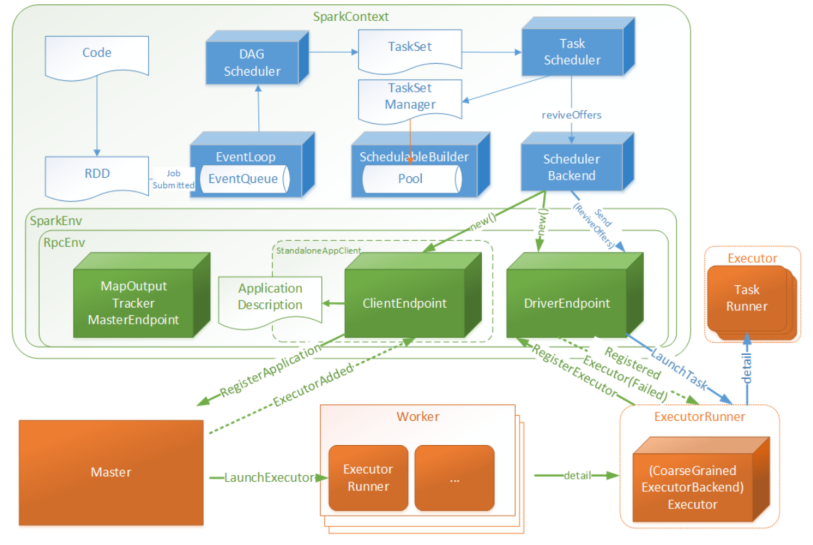 SparkContext
Code
DAG
Scheduler
TaskSet
Task
Scheduler
TaskSet
Manager
reviveOffers
RDD
Job
Submitted
EventLoop
EventQueue
SchedulableBuilder
Pool
Scheduler
Backend
SparkEnv
RpcEnv
new()
new()
Send
(ReviveOffers)
StandaloneAppClient
MapOutput
Tracker
MasterEndpoint
Application
Description
ClientEndpoint
DriverEndpoint
Executor
Task
Runner
RegisterApplication
ExecutorAdded
Registered
Executor(Failed)
RegisterExecutor
LaunchTask
detail
Master
LaunchExecutor
Worker
Executor
Runner
...
detail
ExecutorRunner
(CoarseGrained
ExecutorBackend)
Executor